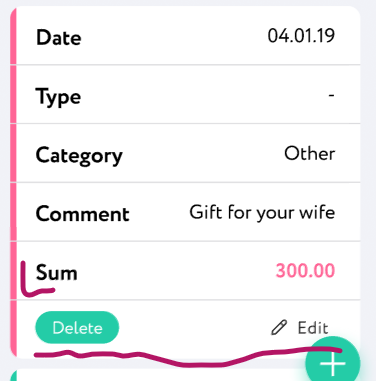 Date 04.01.19
Type -
Category Other
Comment Gift for your wife
Sum 300.00
Delete Edit